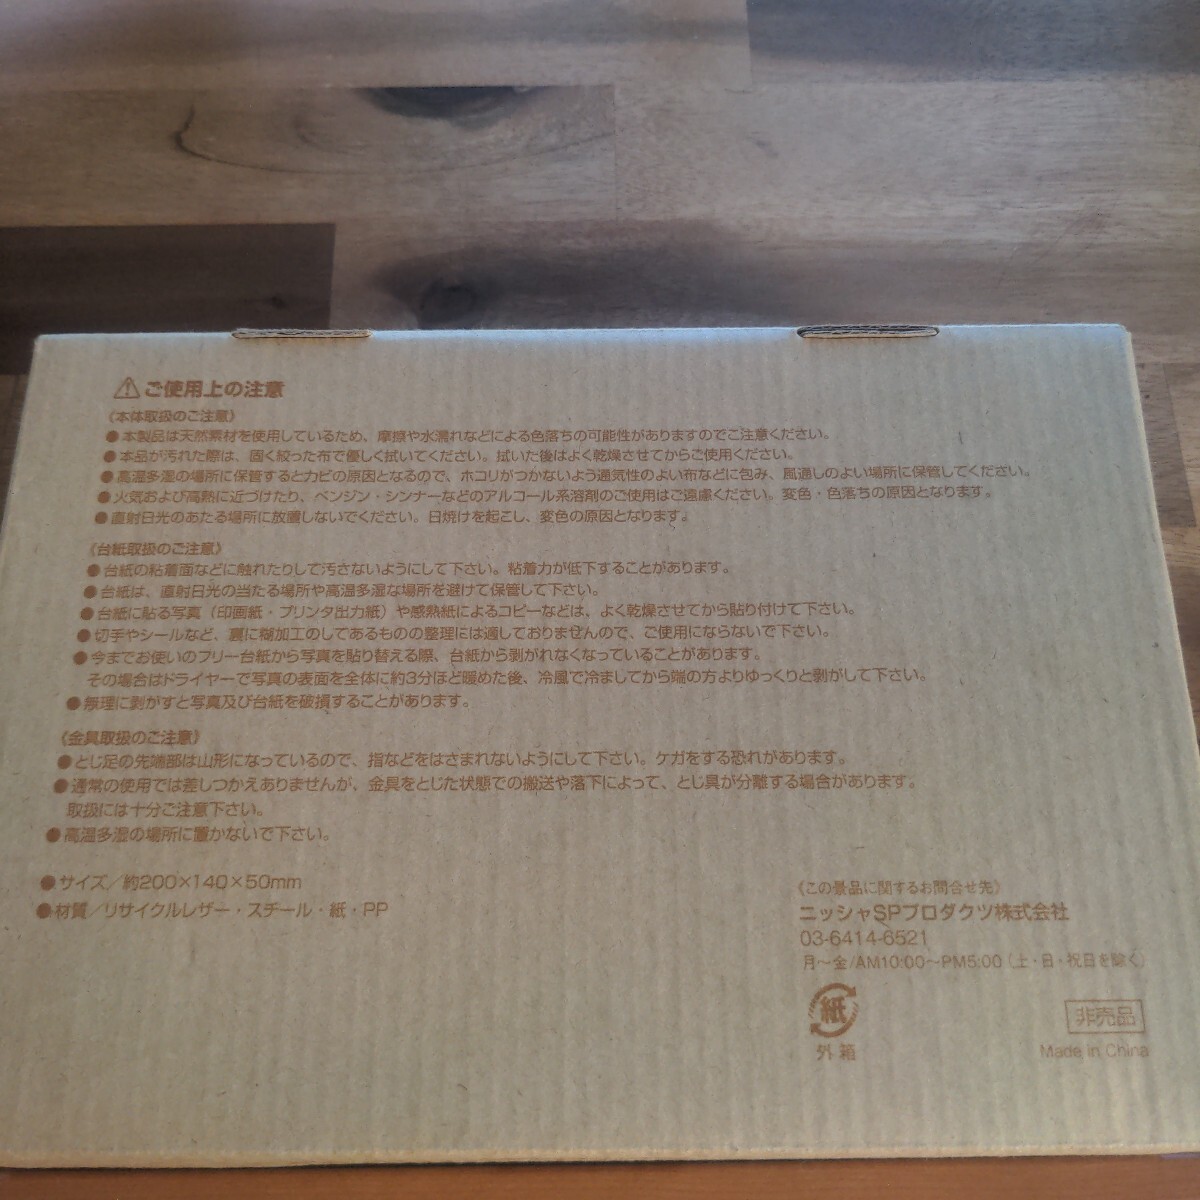 ⚠ご使用上の注意
《本体取扱のご注意》
●本製品は天然素材を使用しているため、摩擦や水濡れなどによる色落ちの可能性がありますのでご注意ください。
●本品が汚れた際は、固く絞った布で優しく拭いてください。拭いた後はよく乾燥させてからご使用ください。
●高温多湿の場所に保管するとカビの原因となるので、ホコリがつかないよう通気性のよい布などに包み、風通しのよい場所に保管してください。
●火気および高熱に近づけたり、ベンジン・シンナーなどのアルコール系溶剤のご使用はご遠慮ください。変色・色落ちの原因となります。
●直射日光のあたる場所に放置しないでください。日焼けを起こし、変色の原因となります。
《台紙取扱のご注意》
●台紙の粘着面などに触れたりして汚さないようにして下さい。粘着力が低下することがあります。
●台紙は、直射日光の当たる場所や高温多湿な場所を避けて保管して下さい。
●台紙に貼る写真（印画紙・プリンタ出力紙）や感熱紙によるコピーなどは、よく乾燥させてから貼り付けて下さい。
●切手やシールなど、裏に糊加工のしてあるものの整理には適しておりませんので、ご使用にならないで下さい。
●今までお使いのフリー台紙から写真を貼り替える際、台紙から剥がれなくなっていることがあります。
その場合はドライヤーで写真の表面を全体に約3分ほど暖めた後、冷風で冷ましてから端の方よりゆっくりと剥がして下さい。
●無理に剥がすと写真及び台紙を破損することがあります。
《金具取扱のご注意》
●とじ足の先端部は山形になっているので、指などをはさまれないようにして下さい。ケガをする恐れがあります。
●通常の使用では差しつかえありませんが、金具をとじた状態での搬送や落下によって、とじ具が分離する場合があります。
取扱には十分ご注意下さい。
●高温多湿の場所に置かないで下さい。
●サイズ／約200×140×50mm
●材質／リサイクルレザー・スチール・紙・PP
《この景品に関するお問合せ先》
ニッシャSPプロダクツ株式会社
03-6414-6521
月～金/AM10:00～PM5:00（土・日・祝日を除く）
紙
外箱
非売品
Made in China